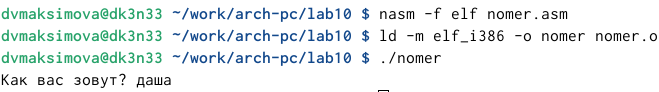 dvmaksimova@dk3n33 ~/work/arch-pc/lab10 $ nasm -f elf nomer.asm
dvmaksimova@dk3n33 ~/work/arch-pc/lab10 $ ld -m elf_i386 -o nomer nomer.o
dvmaksimova@dk3n33 ~/work/arch-pc/lab10 $ ./nomer
Как вас зовут? даша